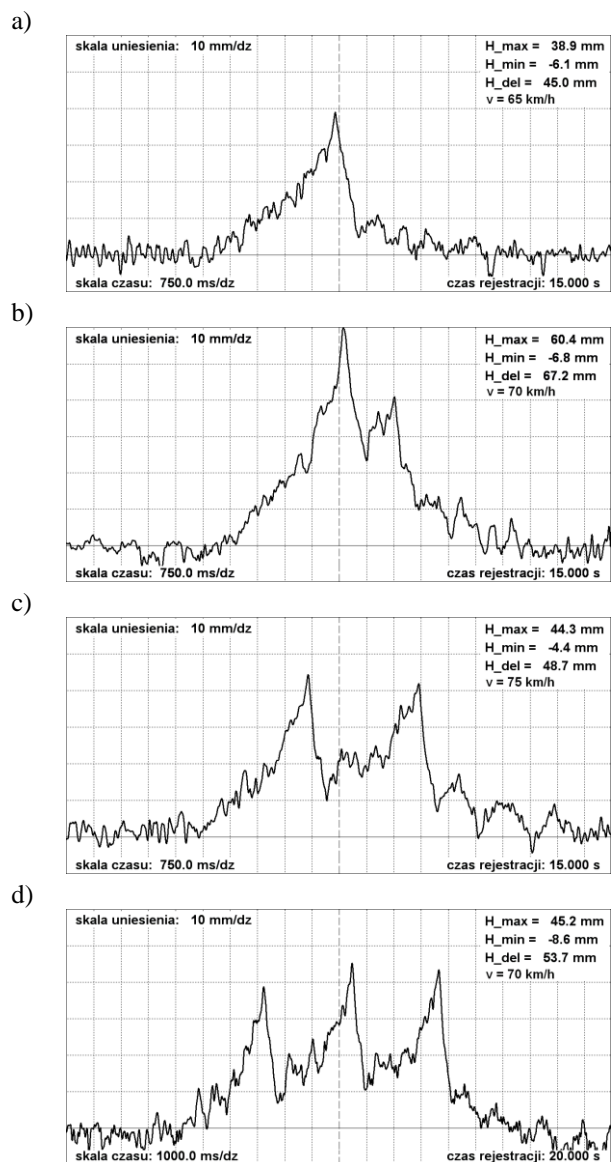 a)
skala uniesienia: 10 mm/dz
H_max = 38.9 mm
H_min = -6.1 mm
H_del = 45.0 mm
v = 65 km/h
skala czasu: 750.0 ms/dz
czas rejestracji: 15.000 s
b)
skala uniesienia: 10 mm/dz
H_max = 60.4 mm
H_min = -6.8 mm
H_del = 67.2 mm
v = 70 km/h
skala czasu: 750.0 ms/dz
czas rejestracji: 15.000 s
c)
skala uniesienia: 10 mm/dz
H_max = 44.3 mm
H_min = -4.4 mm
H_del = 48.7 mm
v = 75 km/h
skala czasu: 750.0 ms/dz
czas rejestracji: 15.000 s
d)
skala uniesienia: 10 mm/dz
H_max = 45.2 mm
H_min = -8.6 mm
H_del = 53.7 mm
v = 70 km/h
skala czasu: 1000.0 ms/dz
czas rejestracji: 20.000 s